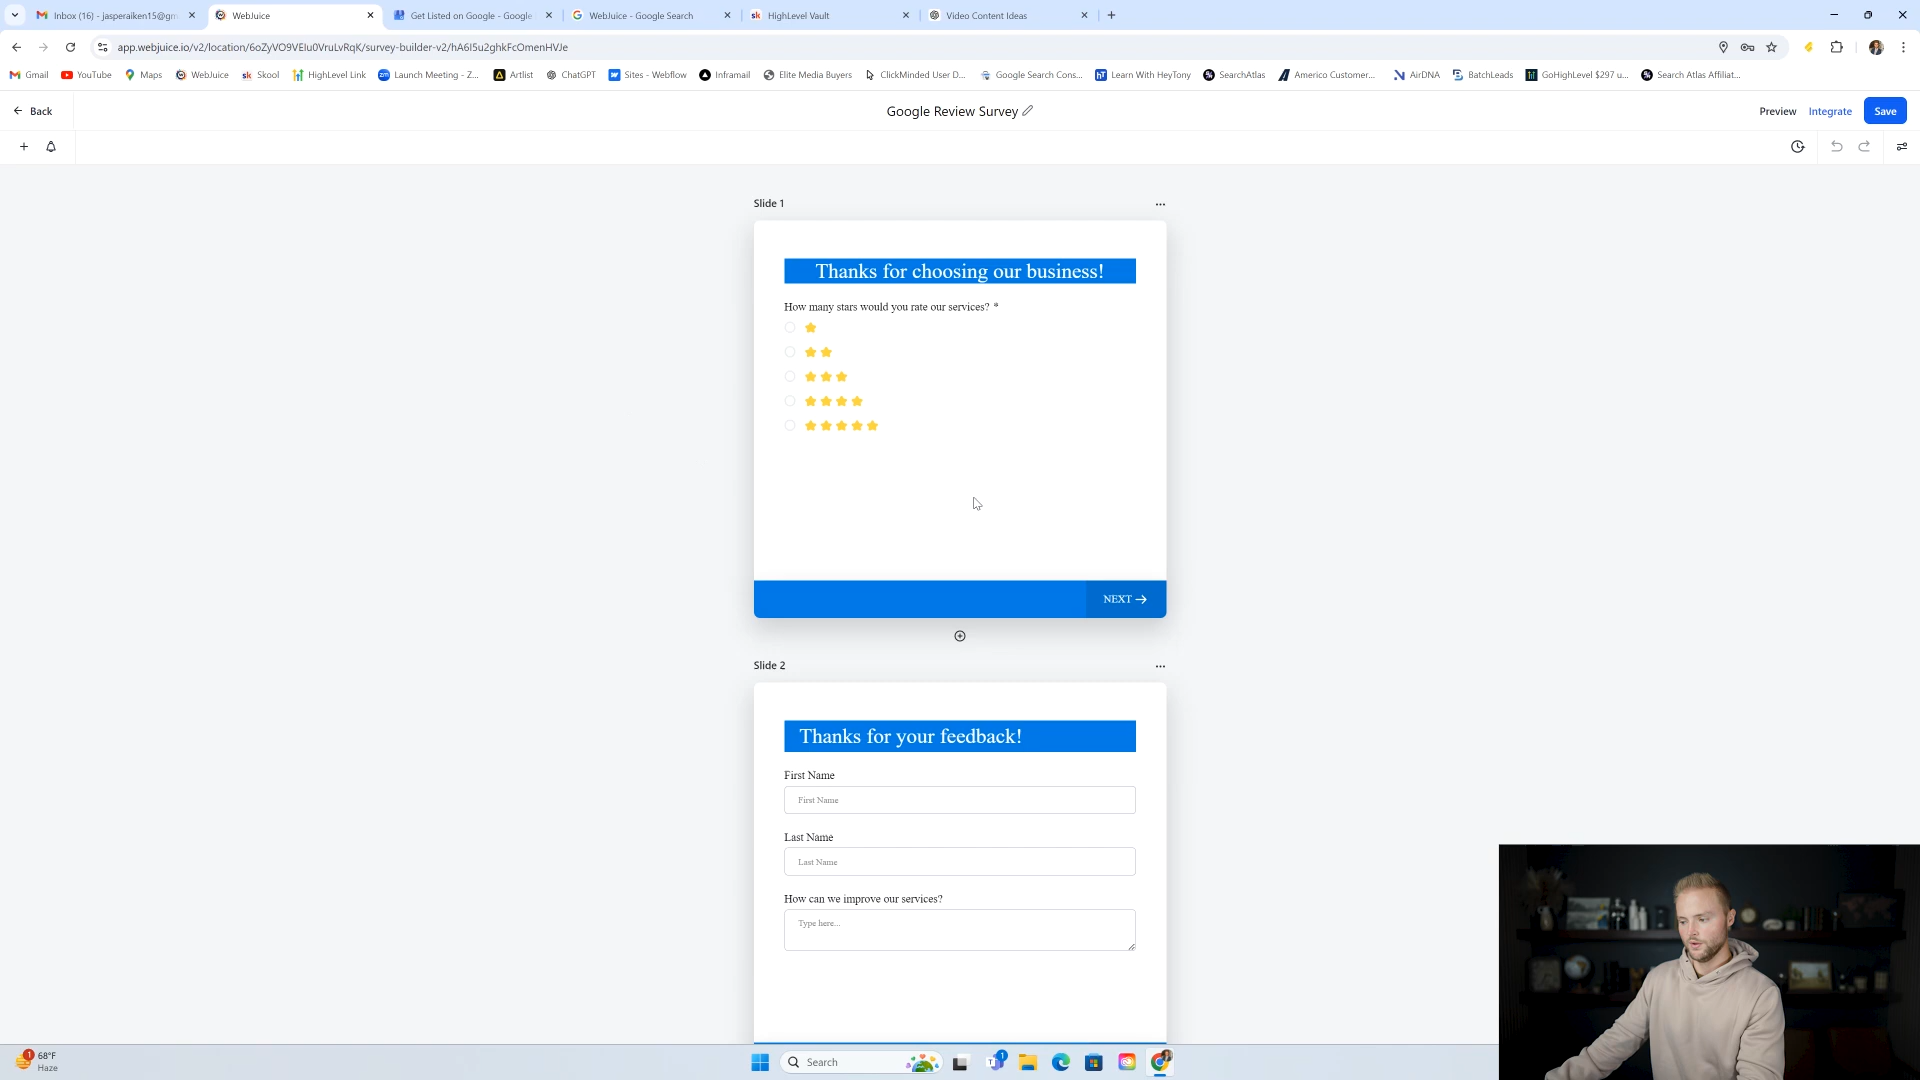 Inbox (16) - jasperaiken15@gm
WebJuice
Get Listed on Google - Google
WebJuice - Google Search
HighLevel Vault
Video Content Ideas
app.webjuice.io/v2/location/6oZyVO9VElu0VruLvRqK/survey-builder-v2/hA6I5u2ghkFcOmenHVJe
Gmail
YouTube
Maps
WebJuice
Skool
HighLevel Link
Launch Meeting - Z...
Artlist
ChatGPT
Sites - Webflow
Inframail
Elite Media Buyers
ClickMinded User D...
Google Search Cons...
Learn With HeyTony
SearchAtlas
Americo Customer...
AirDNA
BatchLeads
GoHighLevel $297 u...
Search Atlas Affiliat...
Back
Google Review Survey
Preview
Integrate
Save
Slide 1
Thanks for choosing our business!
How many stars would you rate our services? *
NEXT
Slide 2
Thanks for your feedback!
First Name
First Name
Last Name
Last Name
How can we improve our services?
Type here...
68°F
Haze
Search